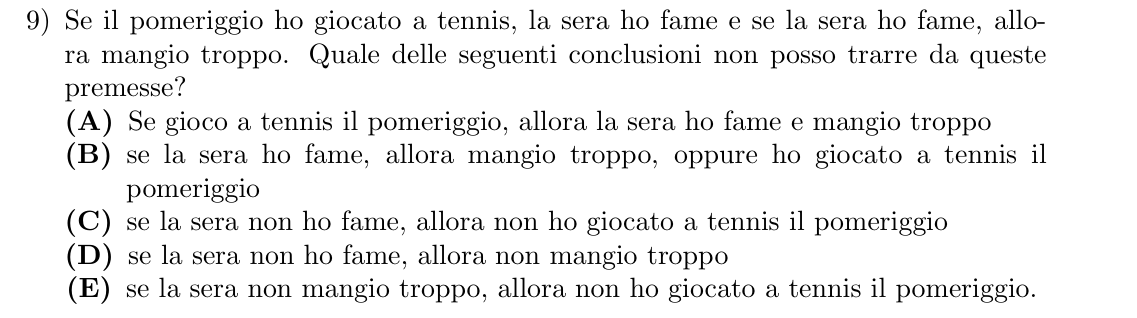 9) Se il pomeriggio ho giocato a tennis, la sera ho fame e se la sera ho fame, allo-
ra mangio troppo. Quale delle seguenti conclusioni non posso trarre da queste
premesse?
(A) Se gioco a tennis il pomeriggio, allora la sera ho fame e mangio troppo
(B) se la sera ho fame, allora mangio troppo, oppure ho giocato a tennis il
pomeriggio
(C) se la sera non ho fame, allora non ho giocato a tennis il pomeriggio
(D) se la sera non ho fame, allora non mangio troppo
(E) se la sera non mangio troppo, allora non ho giocato a tennis il pomeriggio.